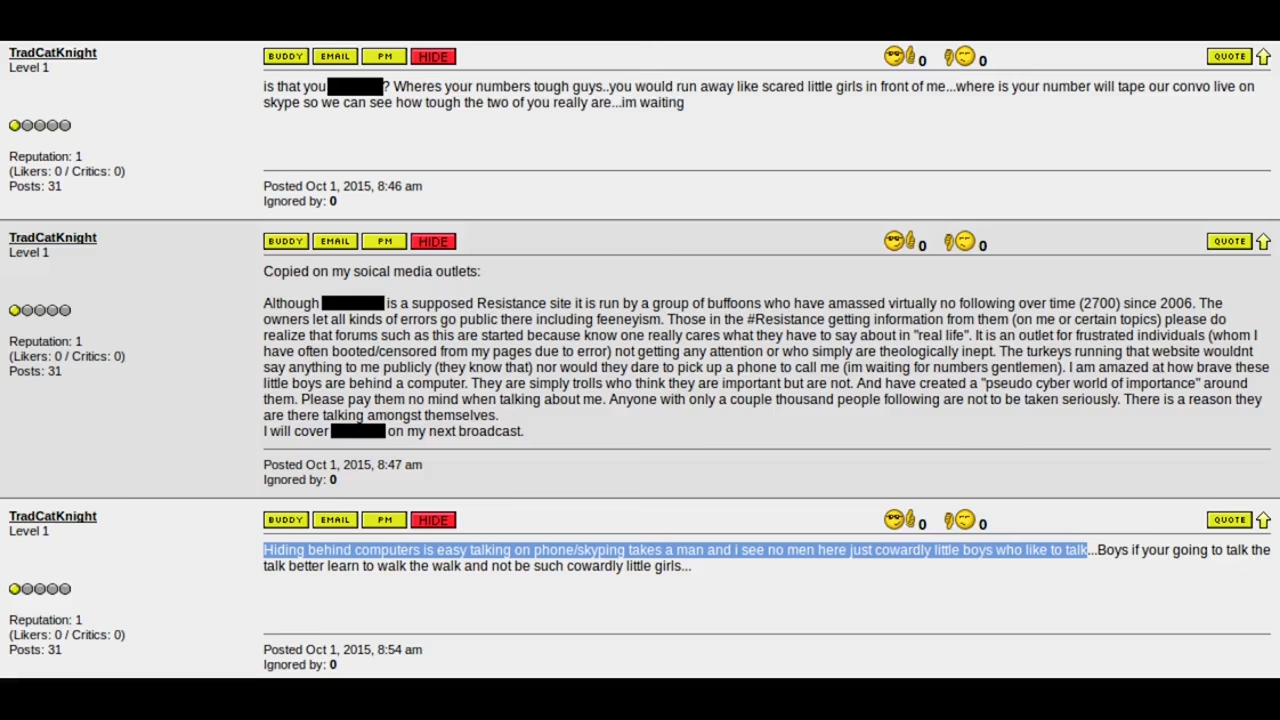 TradCatKnight
Level 1
BUDDY EMAIL PM HIDE 0 0 QUOTE
is that you ? Wheres your numbers tough guys..you would run away like scared little girls in front of me...where is your number will tape our convo live on
skype so we can see how tough the two of you really are...im waiting
Reputation: 1
(Likers: 0 / Critics: 0)
Posts: 31
Posted Oct 1, 2015, 8:46 am
Ignored by: 0
TradCatKnight
Level 1
BUDDY EMAIL PM HIDE 0 0 QUOTE
Copied on my soical media outlets:
Although is a supposed Resistance site it is run by a group of buffoons who have amassed virtually no following over time (2700) since 2006. The
owners let all kinds of errors go public there including feeneyism. Those in the #Resistance getting information from them (on me or certain topics) please do
realize that forums such as this are started because know one really cares what they have to say about in "real life". It is an outlet for frustrated individuals (whom I
have often booted/censored from my pages due to error) not getting any attention or who simply are theologically inept. The turkeys running that website wouldnt
say anything to me publicly (they know that) nor would they dare to pick up a phone to call me (im waiting for numbers gentlemen). I am amazed at how brave these
little boys are behind a computer. They are simply trolls who think they are important but are not. And have created a "pseudo cyber world of importance" around
them. Please pay them no mind when talking about me. Anyone with only a couple thousand people following are not to be taken seriously. There is a reason they
are there talking amongst themselves.
I will cover on my next broadcast.
Reputation: 1
(Likers: 0 / Critics: 0)
Posts: 31
Posted Oct 1, 2015, 8:47 am
Ignored by: 0
TradCatKnight
Level 1
BUDDY EMAIL PM HIDE 0 0 QUOTE
Hiding behind computers is easy talking on phone/skyping takes a man and i see no men here just cowardly little boys who like to talk...Boys if your going to talk the
talk better learn to walk the walk and not be such cowardly little girls...
Reputation: 1
(Likers: 0 / Critics: 0)
Posts: 31
Posted Oct 1, 2015, 8:54 am
Ignored by: 0